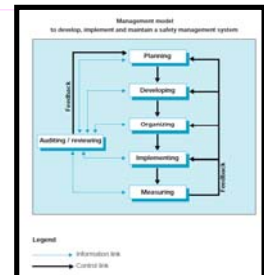 Management model
to develop, implement and maintain a safety management system
Planning
Feedback
Developing
Organizing
Auditing / reviewing
Implementing
Feedback
Measuring
Legend
Information link
Control link